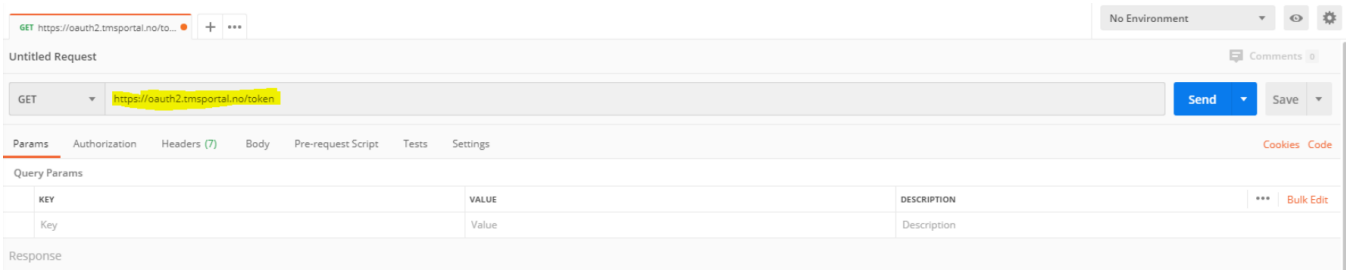 GET https://oauth2.tmsportal.no/to... + •••
No Environment
Untitled Request
Comments 0
GET https://oauth2.tmsportal.no/token Send Save
Params Authorization Headers (7) Body Pre-request Script Tests Settings Cookies Code
Query Params
KEY VALUE DESCRIPTION ••• Bulk Edit
Key Value Description
Response